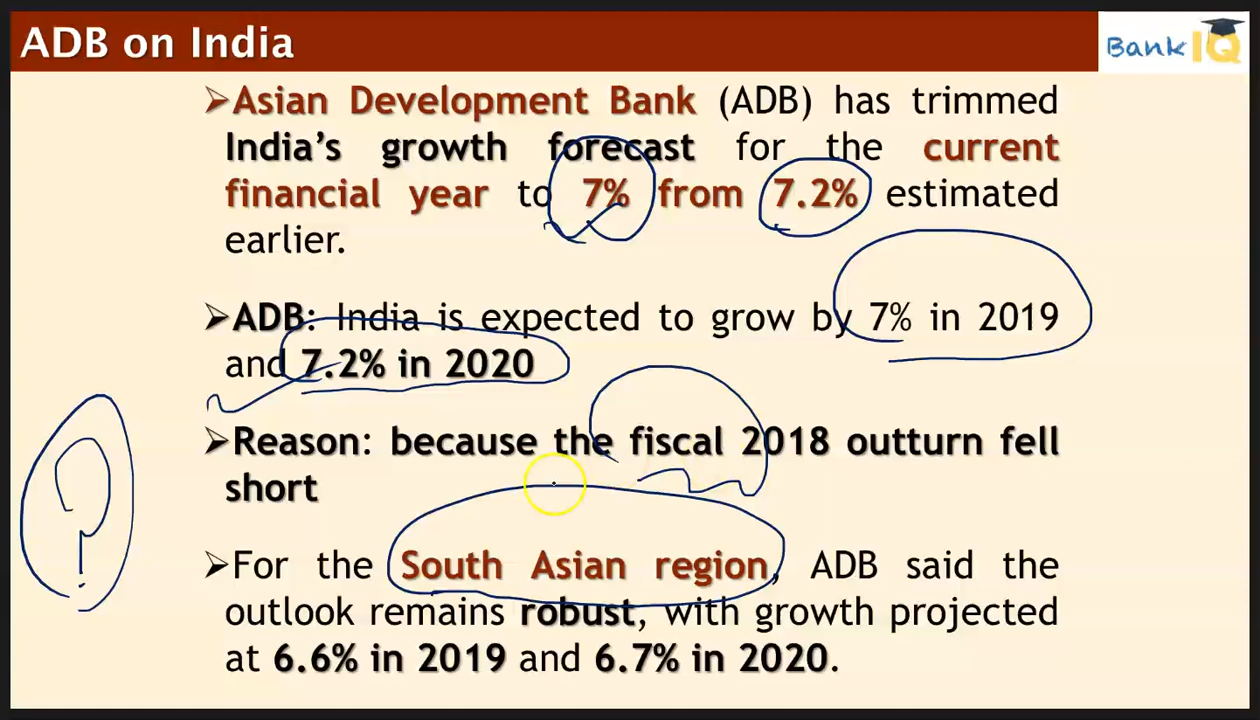 ADB on India
Bank IQ
➢Asian Development Bank (ADB) has trimmed
India’s growth forecast for the current
financial year to 7% from 7.2% estimated
earlier.
➢ADB: India is expected to grow by 7% in 2019
and 7.2% in 2020
➢Reason: because the fiscal 2018 outturn fell
short
➢For the South Asian region, ADB said the
outlook remains robust, with growth projected
at 6.6% in 2019 and 6.7% in 2020.
?